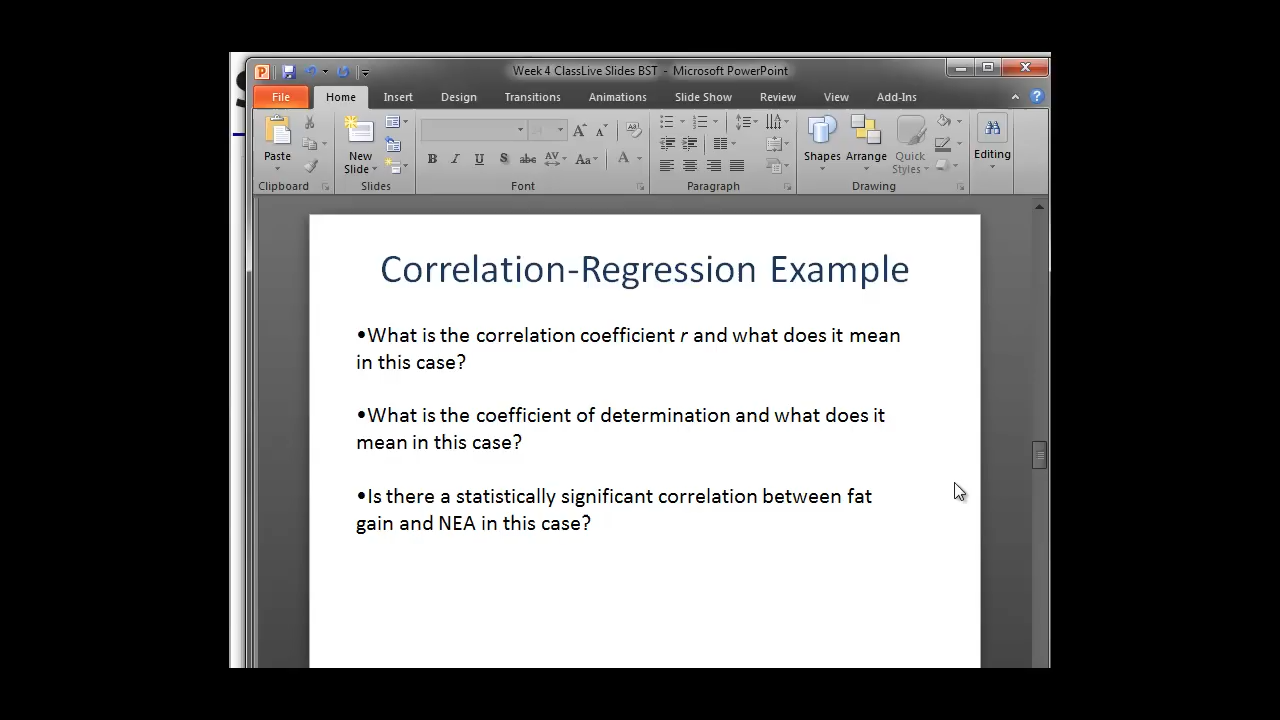 Week 4 ClassLive Slides BST - Microsoft PowerPoint
File Home Insert Design Transitions Animations Slide Show Review View Add-Ins
Paste New Slide Shapes Arrange Quick Styles Editing
Clipboard Slides Font Paragraph Drawing
Correlation-Regression Example
•What is the correlation coefficient r and what does it mean
in this case?
•What is the coefficient of determination and what does it
mean in this case?
•Is there a statistically significant correlation between fat
gain and NEA in this case?